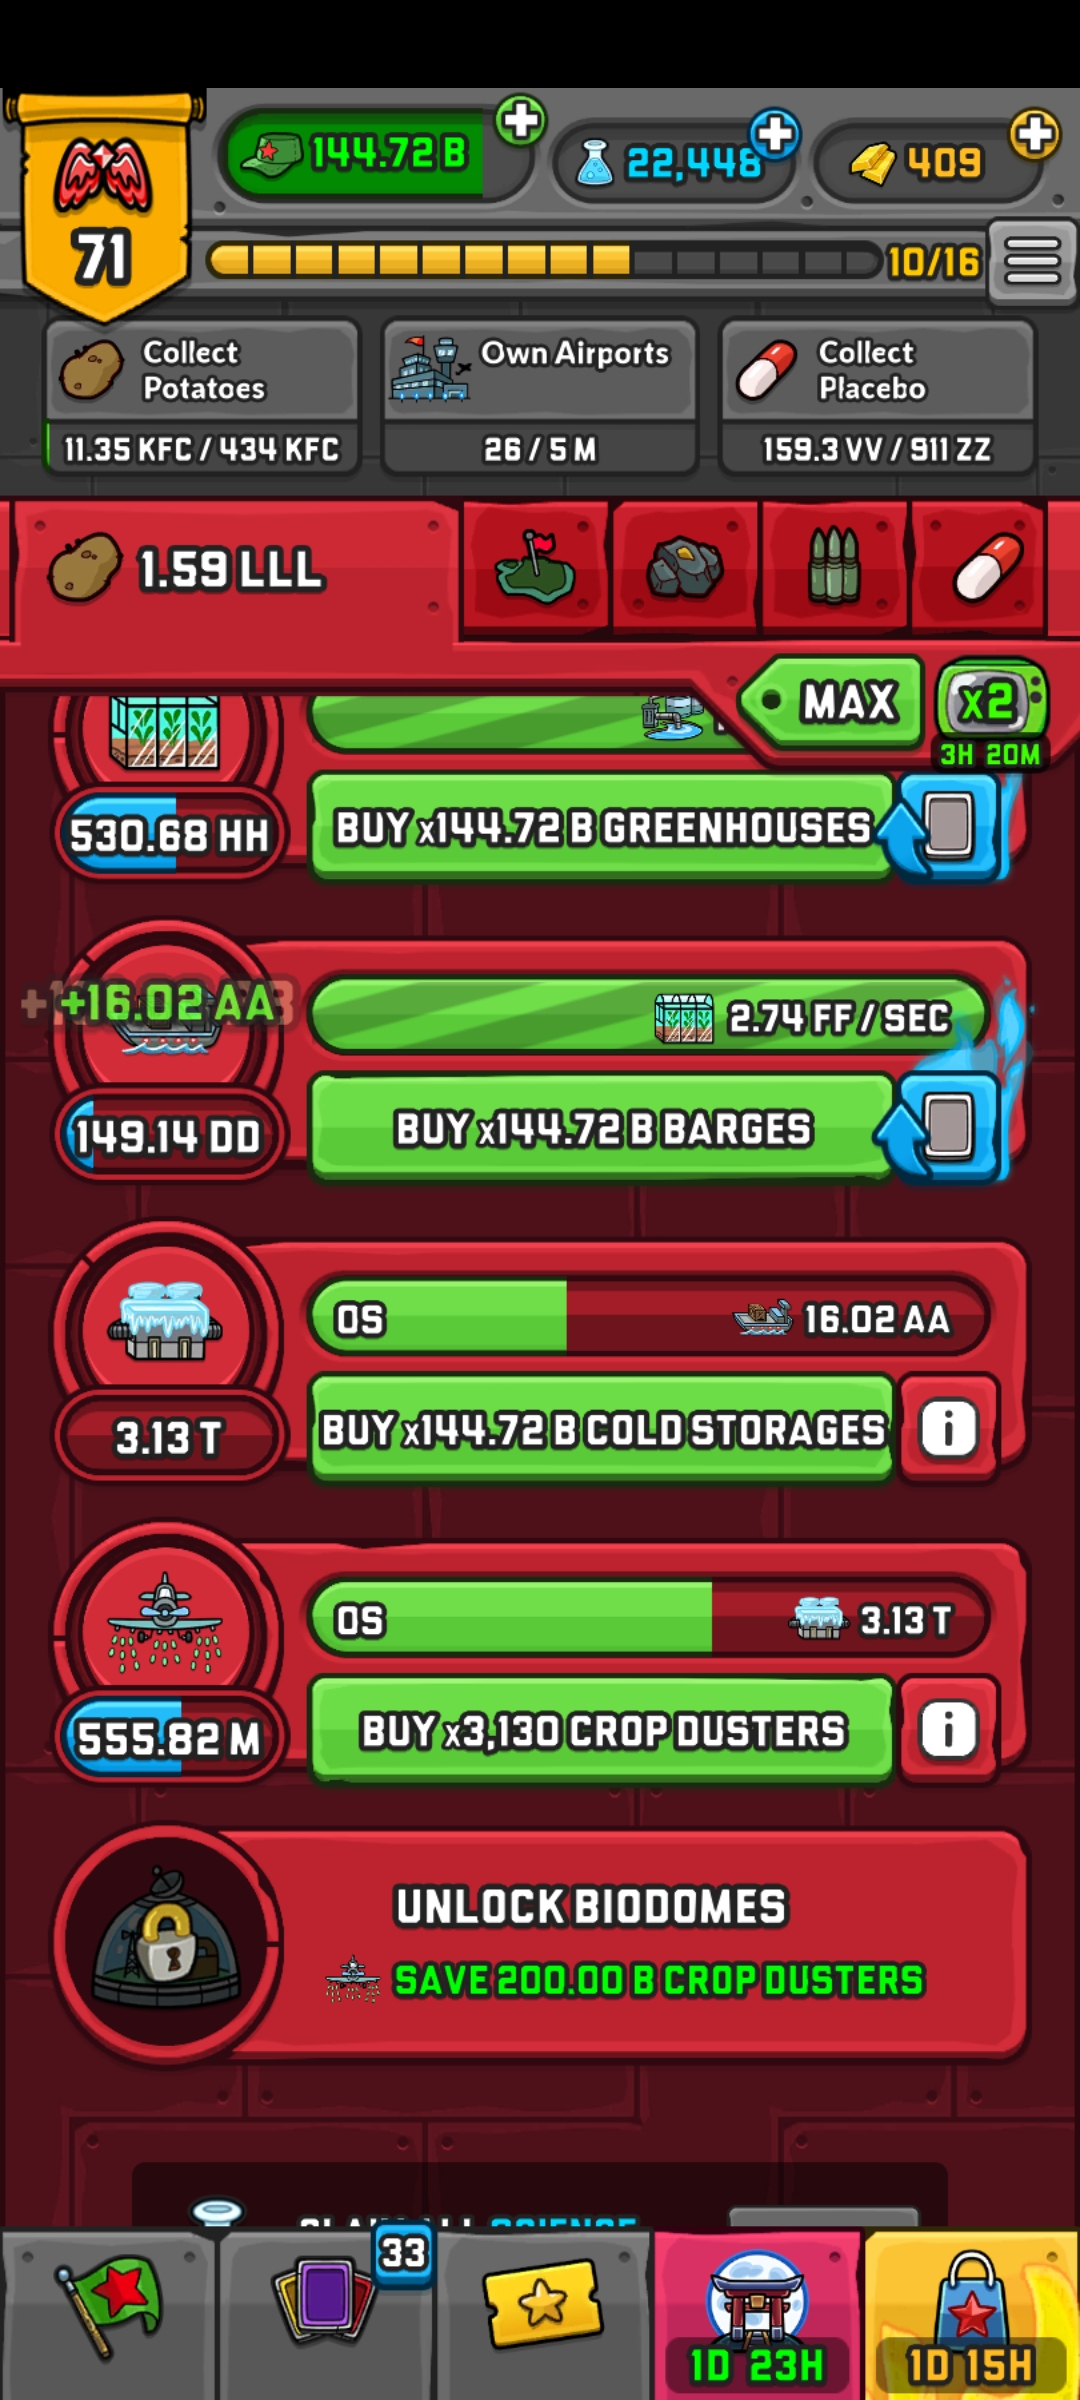 144.72 B
22,448
409
71
10/16
Collect
Potatoes
Own Airports
Collect
Placebo
11.35 KFC / 434 KFC
26 / 5 M
159.3 VV / 911 ZZ
1.59 LLL
MAX
x2
3H 20M
530.68 HH
BUY x144.72 B GREENHOUSES
+16.02 AA
2.74 FF / SEC
149.14 DD
BUY x144.72 B BARGES
0S
16.02 AA
3.13 T
BUY x144.72 B COLD STORAGES
i
0S
3.13 T
555.82 M
BUY x3,130 CROP DUSTERS
i
UNLOCK BIODOMES
SAVE 200.00 B CROP DUSTERS
33
1D 23H
1D 15H